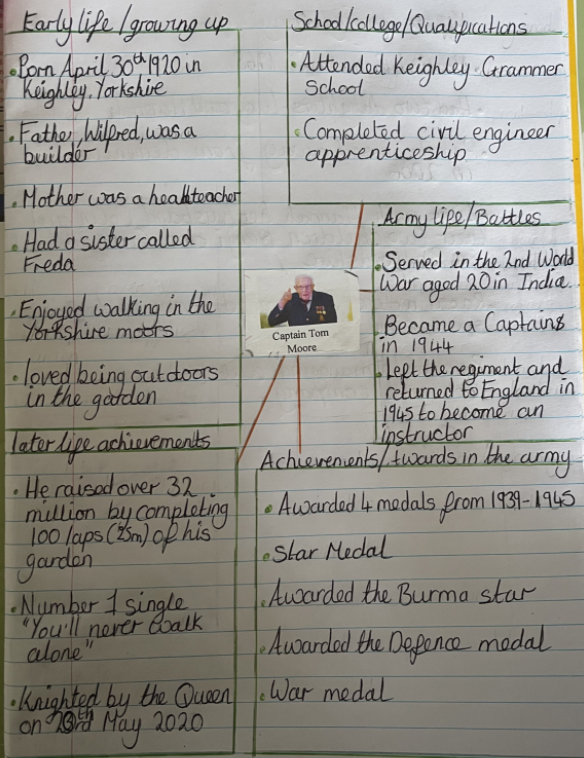 Early life/growing up
•Born April 30th 1920 in
Keighley, Yorkshire
•Father, Wilfred, was a
builder
•Mother was a headteacher
•Had a sister called
Freda
•Enjoyed walking in the
Yorkshire moors
•loved being outdoors
in the garden
School/college/Qualifications
•Attended Keighley Grammer
School
•Completed civil engineer
apprenticeship
Army life/Battles
•Served in the 2nd World
War aged 20 in India
•Became a Captains
in 1944
•Left the regiment and
returned to England in
1945 to become an
instructor
Captain Tom
Moore
later life achievements
•He raised over 32
million by completing
100 laps (25m) of his
garden
•Number 1 single
"You'll never walk
alone"
•Knighted by the Queen
on May 2020
Achievements/Awards in the army
•Awarded 4 medals from 1939-1945
•Star Medal
•Awarded the Burma star
•Awarded the Defence medal
•War medal